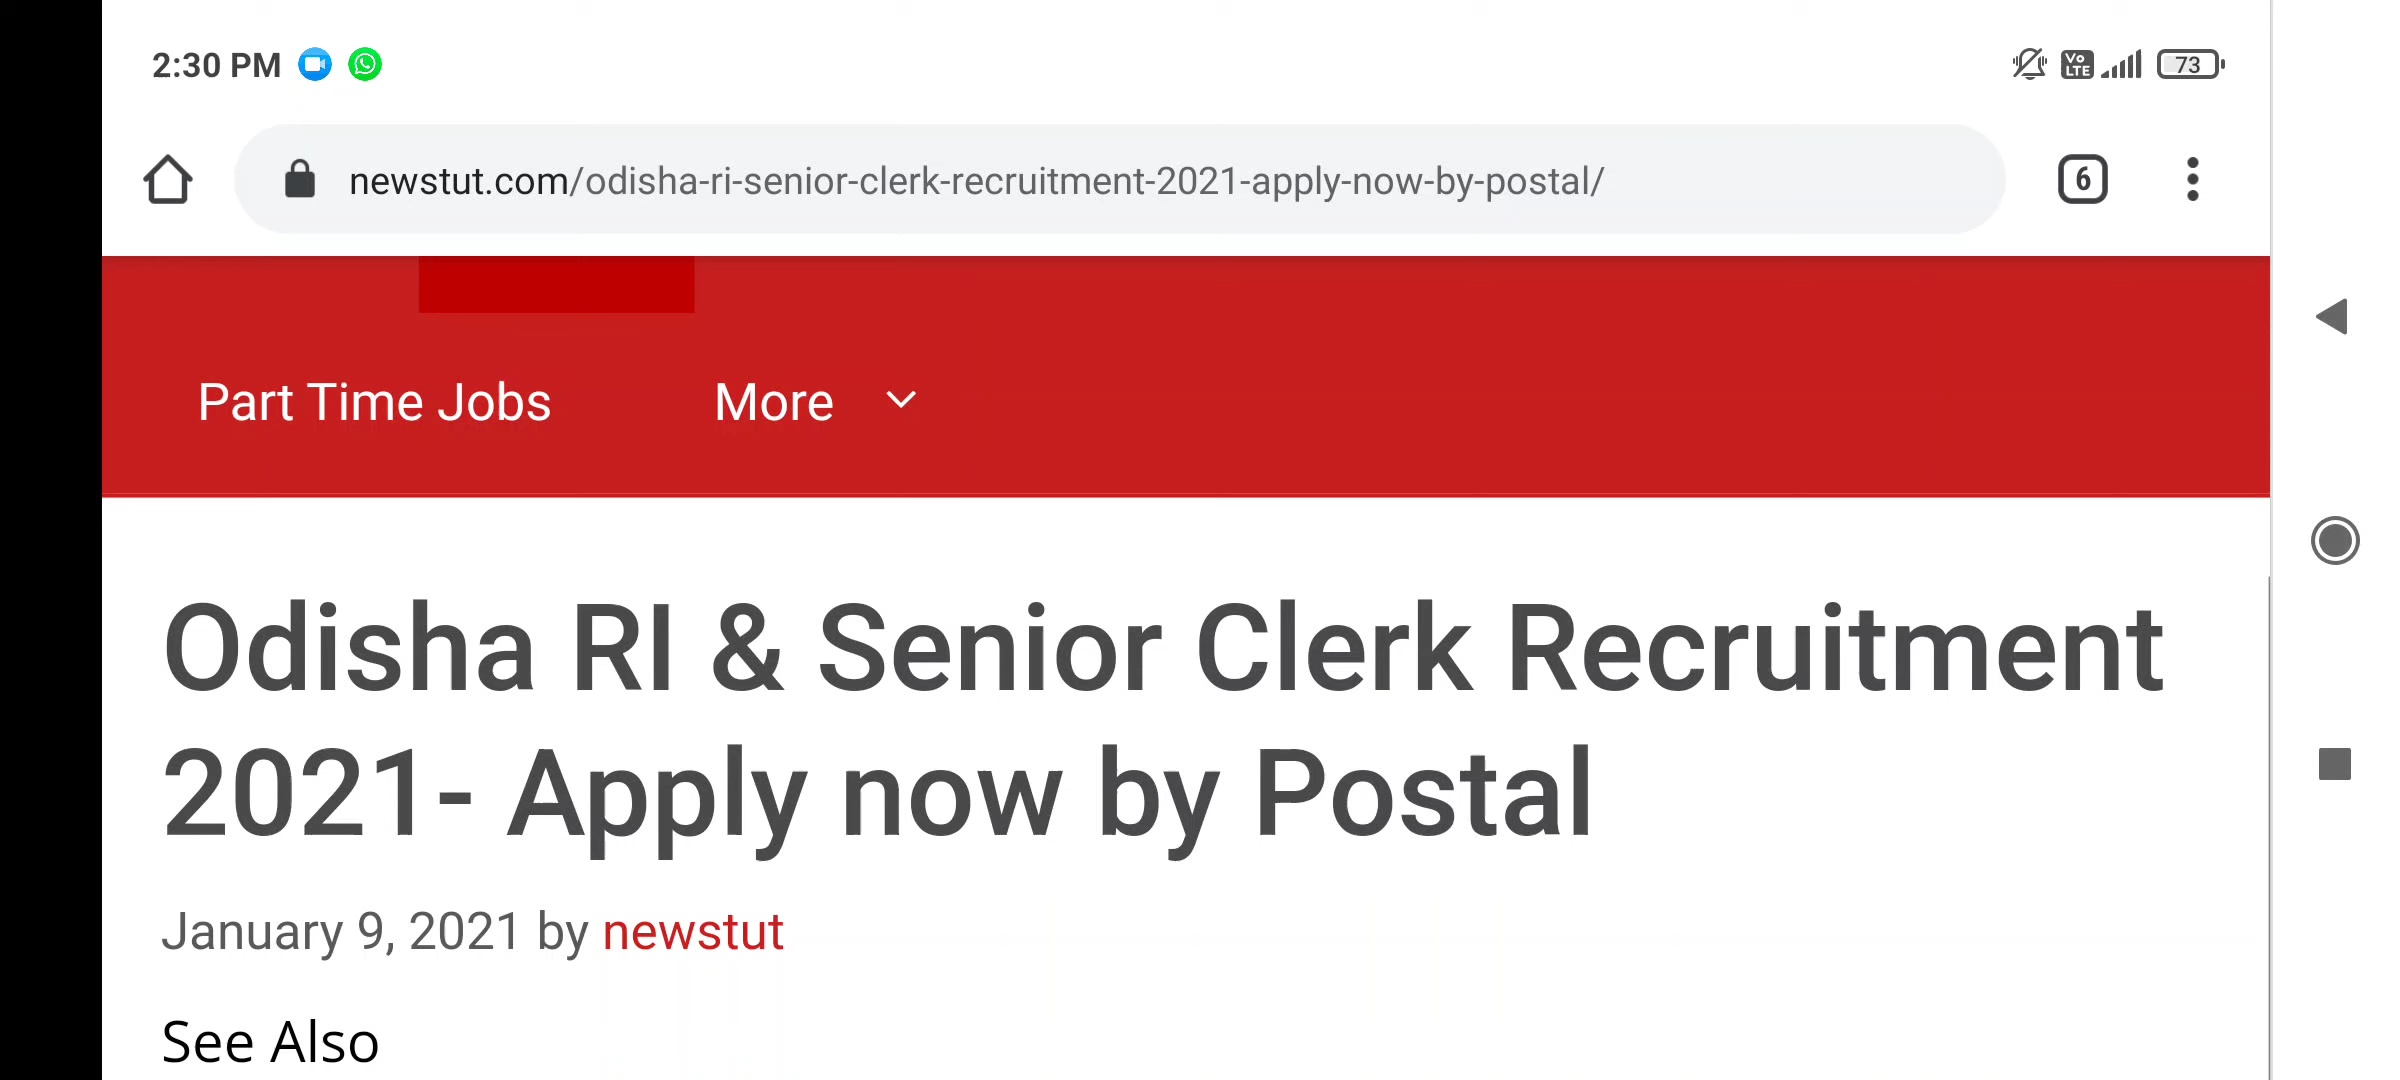 2:30 PM
Vo LTE
73
newstut.com/odisha-ri-senior-clerk-recruitment-2021-apply-now-by-postal/
6
Part Time Jobs More
Odisha RI & Senior Clerk Recruitment
2021- Apply now by Postal
January 9, 2021 by newstut
See Also